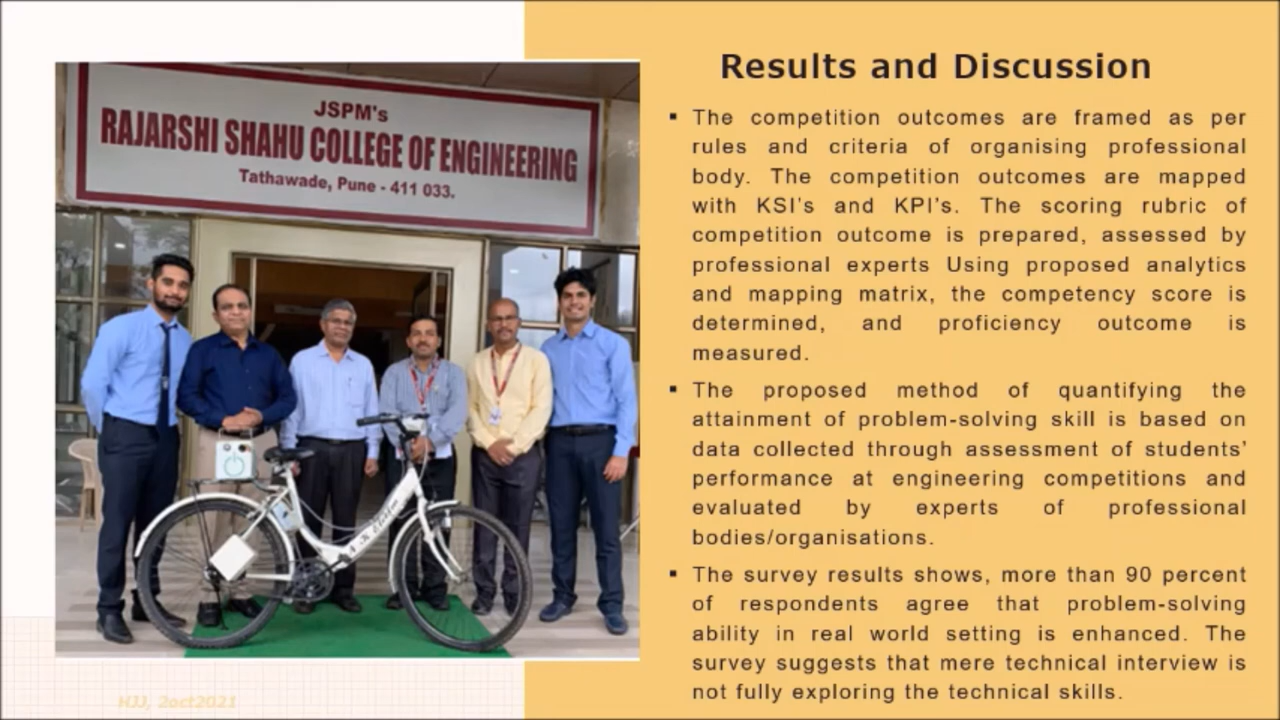 JSPM's
RAJARSHI SHAHU COLLEGE OF ENGINEERING
Tathawade, Pune - 411 033.
Results and Discussion
▪ The competition outcomes are framed as per
rules and criteria of organising professional
body. The competition outcomes are mapped
with KSI's and KPI's. The scoring rubric of
competition outcome is prepared, assessed by
professional experts Using proposed analytics
and mapping matrix, the competency score is
determined, and proficiency outcome is
measured.
▪ The proposed method of quantifying the
attainment of problem-solving skill is based on
data collected through assessment of students'
performance at engineering competitions and
evaluated by experts of professional
bodies/organisations.
▪ The survey results shows, more than 90 percent
of respondents agree that problem-solving
ability in real world setting is enhanced. The
survey suggests that mere technical interview is
not fully exploring the technical skills.
HJJ, 2oct2021